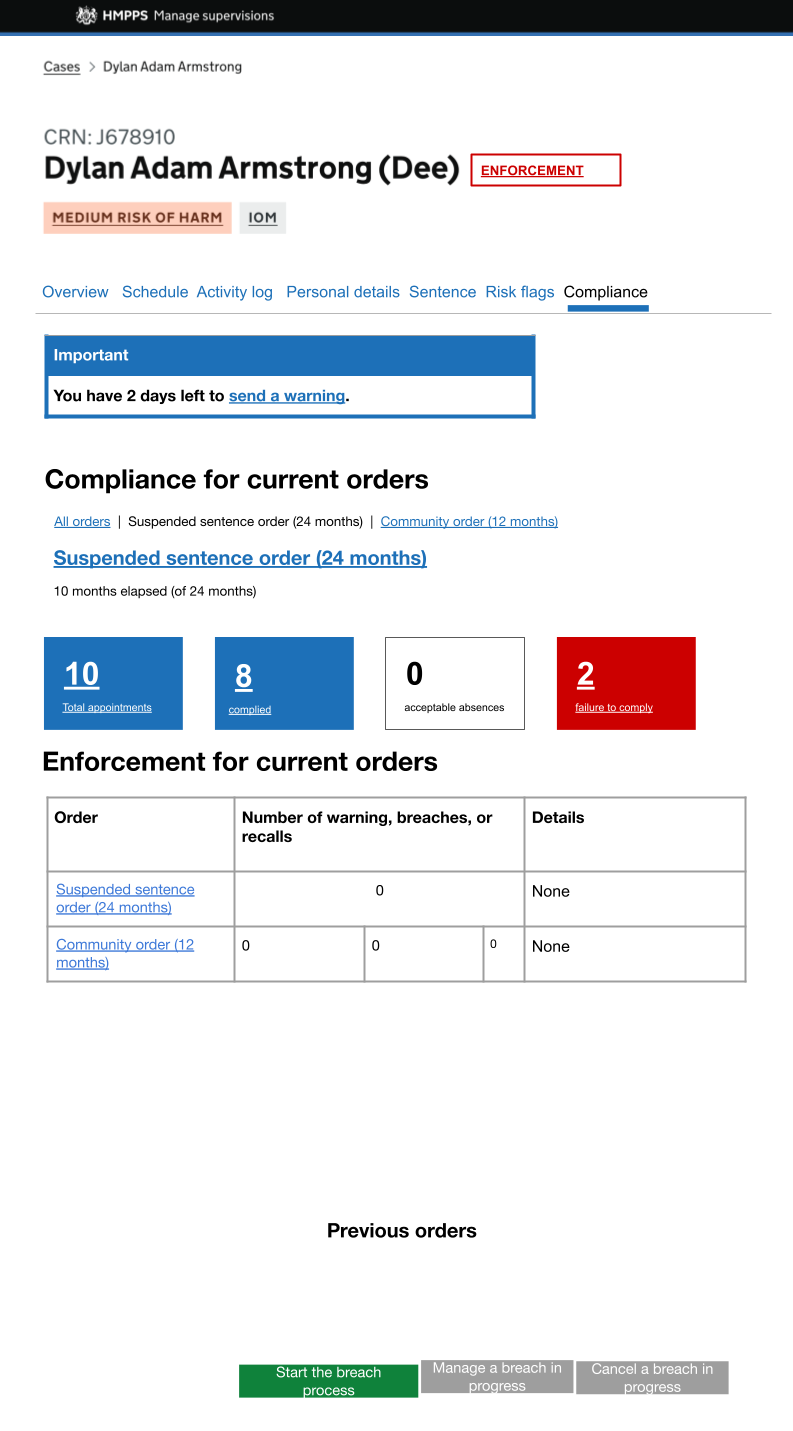 HMPPS Manage supervisions
Cases > Dylan Adam Armstrong
CRN: J678910
Dylan Adam Armstrong (Dee) ENFORCEMENT
MEDIUM RISK OF HARM IOM
Overview Schedule Activity log Personal details Sentence Risk flags Compliance
Important
You have 2 days left to send a warning.
Compliance for current orders
All orders | Suspended sentence order (24 months) | Community order (12 months)
Suspended sentence order (24 months)
10 months elapsed (of 24 months)
10 8 0 2
Total appointments complied acceptable absences failure to comply
Enforcement for current orders
Order Number of warning, breaches, or Details
recalls
Suspended sentence 0 None
order (24 months)
Community order (12 0 0 0 None
months)
Previous orders
Start the breach Manage a breach in Cancel a breach in
process progress progress